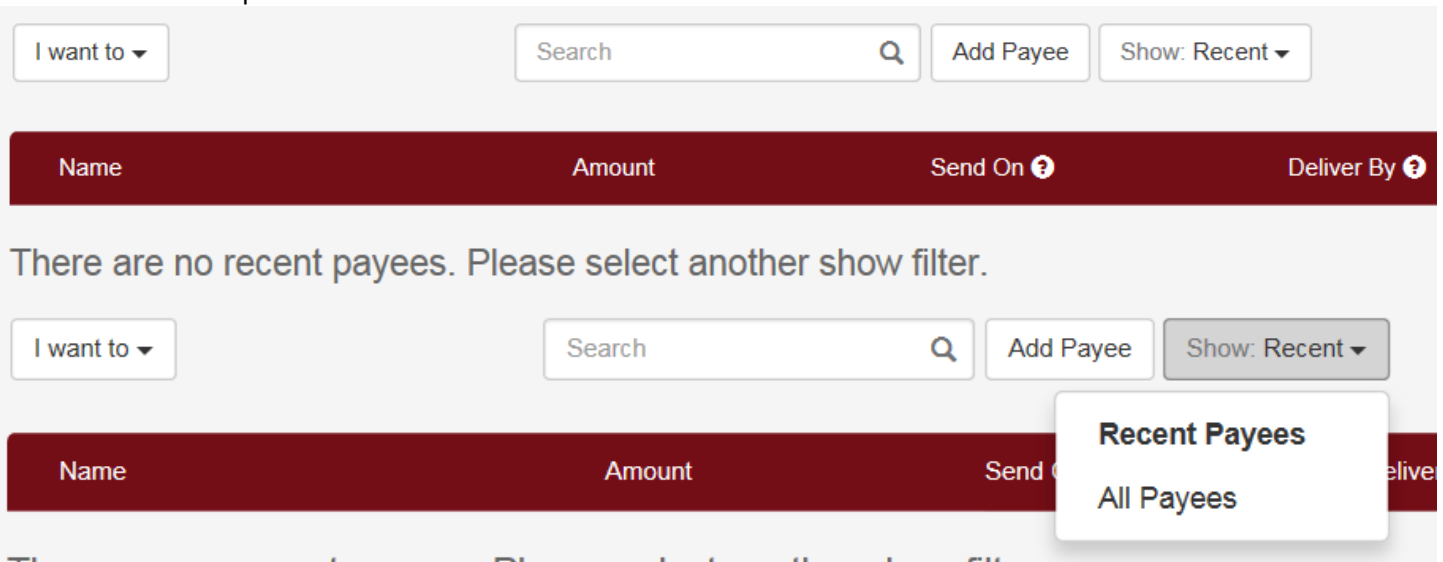 I want to
Search Add Payee Show: Recent
Name Amount Send On Deliver By
There are no recent payees. Please select another show filter.
I want to
Search Add Payee Show: Recent
Recent Payees
Name Amount Send
All Payees